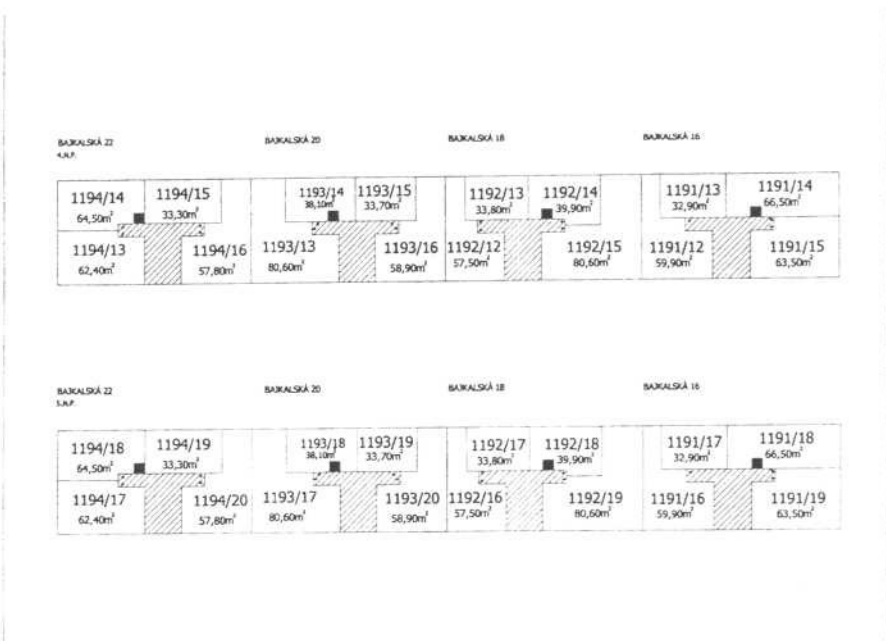 BAJKALSKÁ 22 BAJKALSKÁ 20 BAJKALSKÁ 18 BAJKALSKÁ 16
4.N.P.
1194/14 1194/15 1193/14 1193/15 1192/13 1192/14 1191/13 1191/14
64,50m² 33,30m² 38,10m² 33,70m² 33,80m² 39,90m² 32,90m² 66,50m²
1194/13 1194/16 1193/13 1193/16 1192/12 1192/15 1191/12 1191/15
62,40m² 57,80m² 80,60m² 58,90m² 57,50m² 80,60m² 59,90m² 63,50m²
BAJKALSKÁ 22 BAJKALSKÁ 20 BAJKALSKÁ 18 BAJKALSKÁ 16
5.N.P.
1194/18 1194/19 1193/18 1193/19 1192/17 1192/18 1191/17 1191/18
64,50m² 33,30m² 38,10m² 33,70m² 33,80m² 39,90m² 32,90m² 66,50m²
1194/17 1194/20 1193/17 1193/20 1192/16 1192/19 1191/16 1191/19
62,40m² 57,80m² 80,60m² 58,90m² 57,50m² 80,60m² 59,90m² 63,50m²